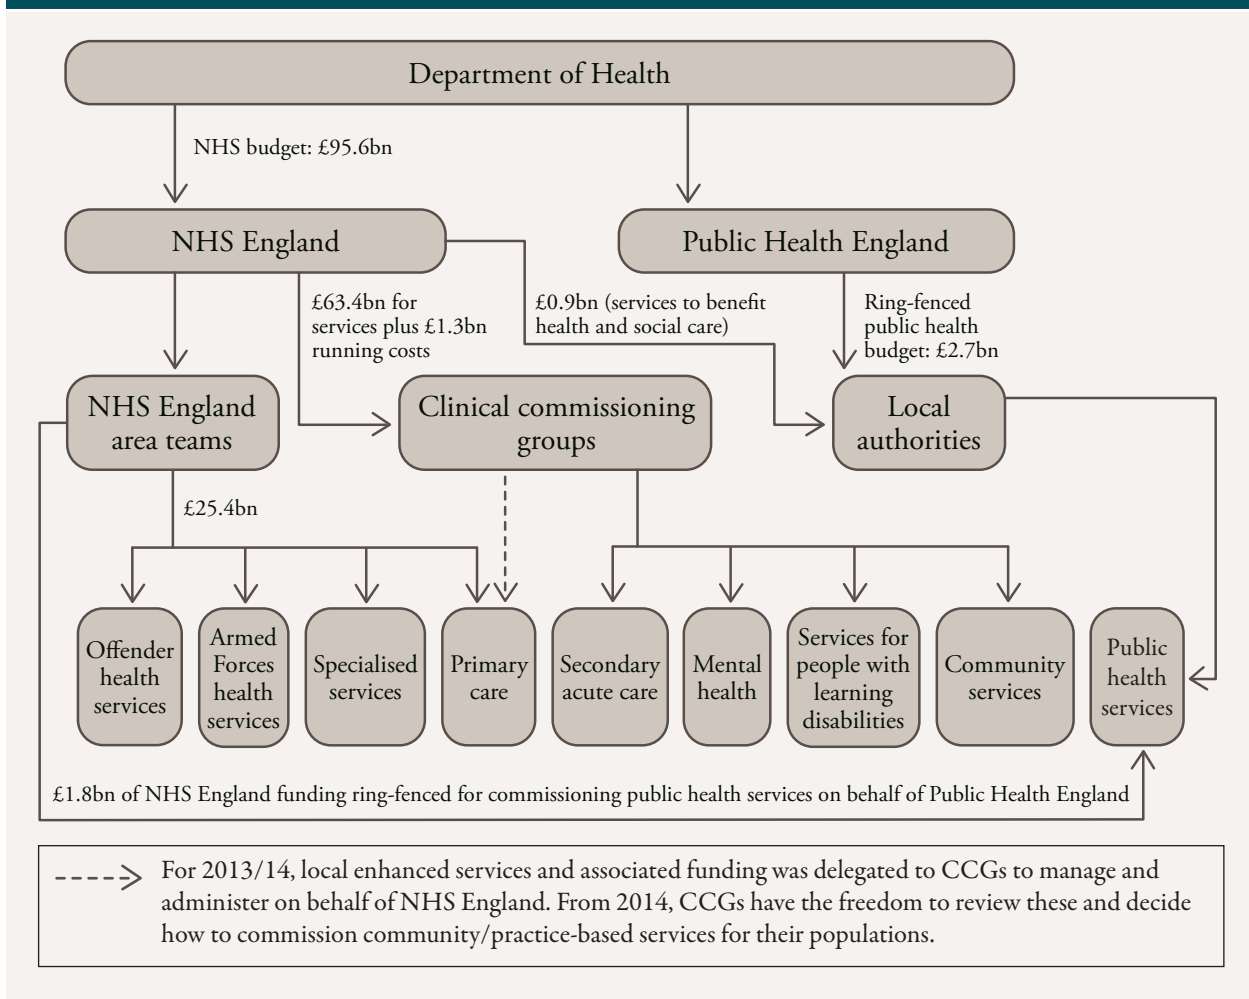 Department of Health
NHS budget: £95.6bn
NHS England
Public Health England
£63.4bn for
services plus £1.3bn
running costs
£0.9bn (services to benefit
health and social care)
Ring-fenced
public health
budget: £2.7bn
NHS England
area teams
Clinical commissioning
groups
Local
authorities
£25.4bn
Offender
health
services
Armed
Forces
health
services
Specialised
services
Primary
care
Secondary
acute care
Mental
health
Services for
people with
learning
disabilities
Community
services
Public
health
services
£1.8bn of NHS England funding ring-fenced for commissioning public health services on behalf of Public Health England
For 2013/14, local enhanced services and associated funding was delegated to CCGs to manage and
administer on behalf of NHS England. From 2014, CCGs have the freedom to review these and decide
how to commission community/practice-based services for their populations.